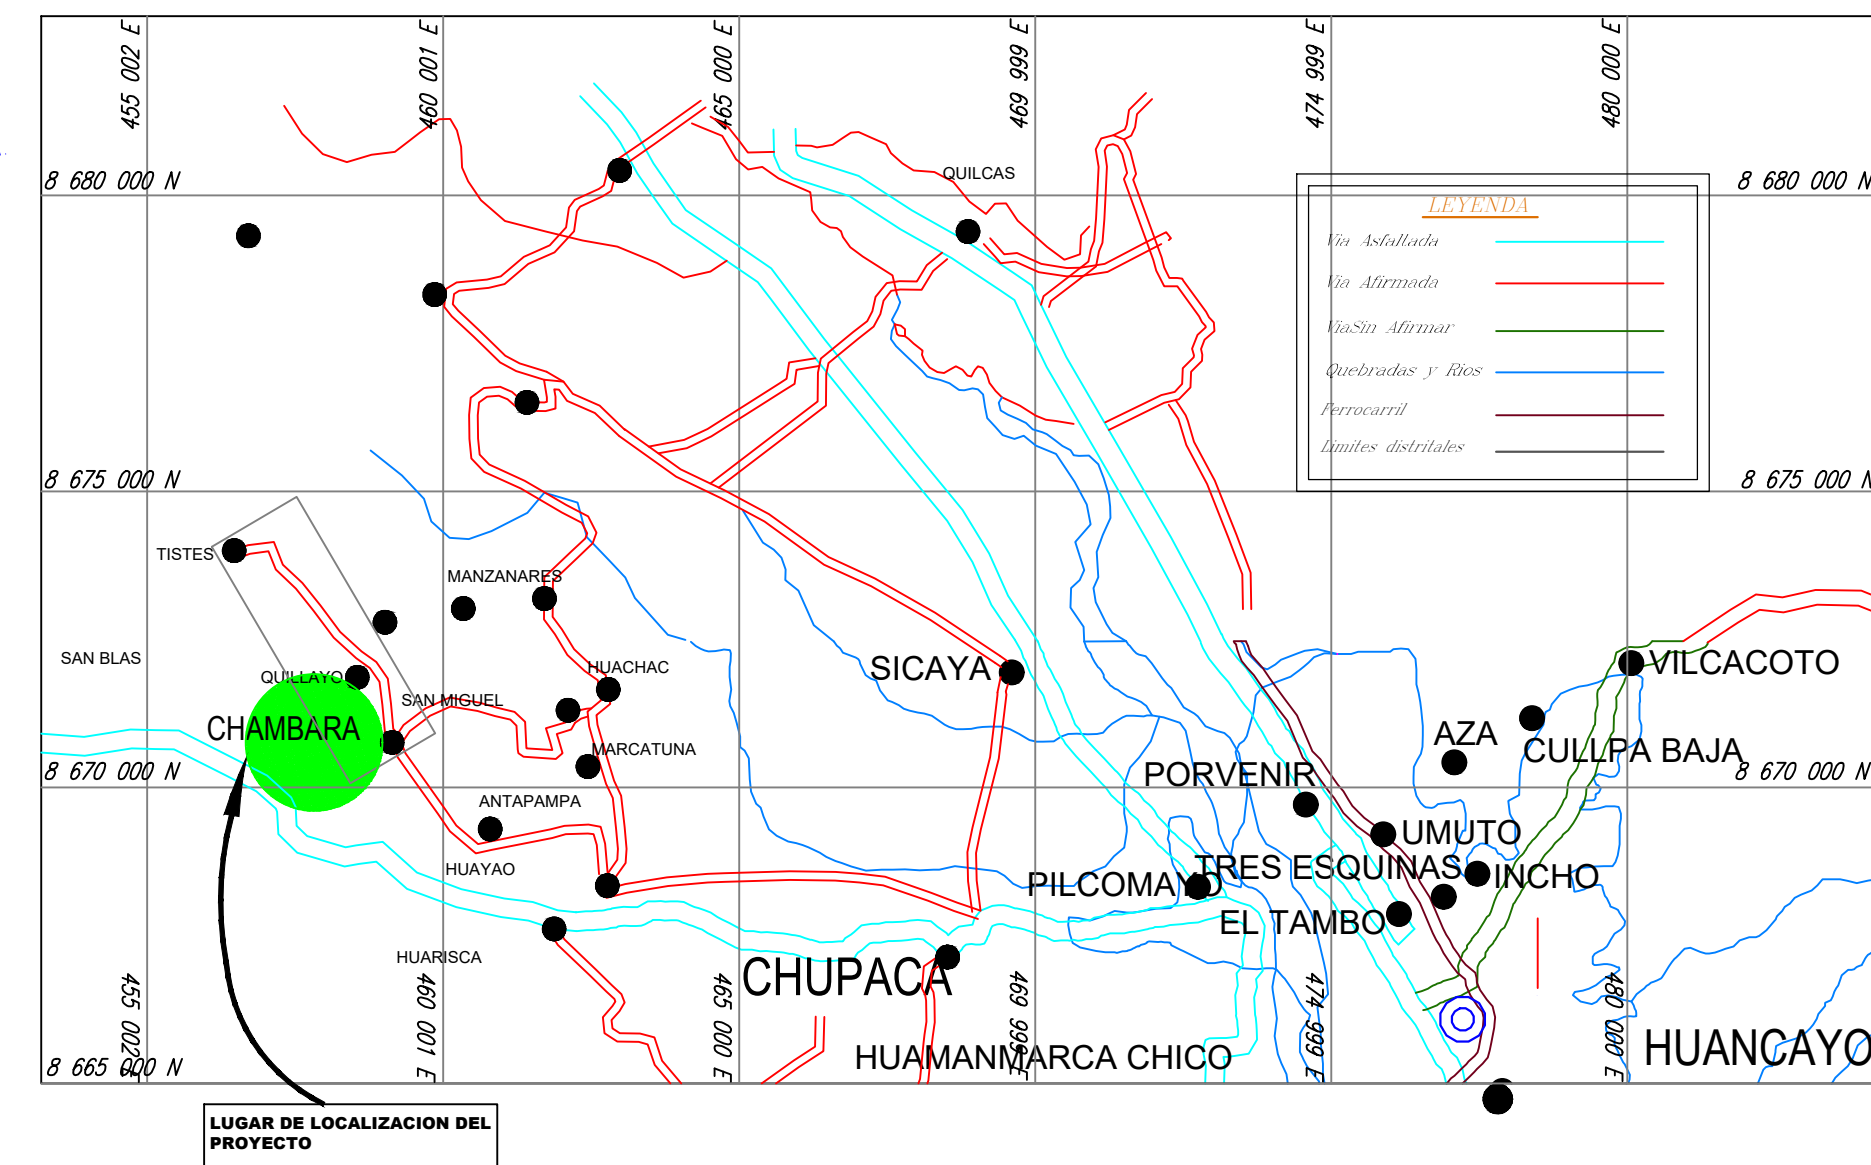 455 002 E
460 001 E
465 000 E
469 999 E
474 999 E
480 000 E
8 680 000 N
QUILCAS
8 680 000 N
LEYENDA
Via Asfaltada
Via Afirmada
ViaSin Afirmar
Quebradas y Rios
Ferrocarril
Limites distritales
8 675 000 N
8 675 000 N
TISTES
MANZANARES
SAN BLAS
QUILLAYO
HUACHAC
SICAYA
VILCACOTO
SAN MIGUEL
CHAMBARA
MARCATUNA
AZA
CULLPA BAJA
8 670 000 N
PORVENIR
8 670 000 N
ANTAPAMPA
UMUTO
HUAYAO
TRES ESQUINAS
INCHO
PILCOMAYO
EL TAMBO
HUARISCA
CHUPACA
455 002 E
460 001 E
465 000 E
469 999 E
474 999 E
480 000 E
HUAMANMARCA CHICO
HUANCAYO
8 665 000 N
LUGAR DE LOCALIZACION DEL
PROYECTO